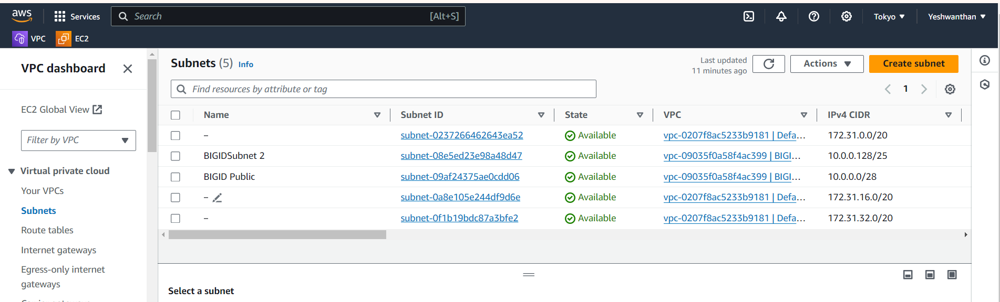 aws Services Search [Alt+S] Tokyo Yeshwanthan
VPC EC2
VPC dashboard
EC2 Global View
Filter by VPC
Virtual private cloud
Your VPCs
Subnets
Route tables
Internet gateways
Egress-only internet
gateways
Subnets (5) Info
Last updated
11 minutes ago
Actions
Create subnet
Find resources by attribute or tag
1
Name Subnet ID State VPC IPv4 CIDR
– subnet-0237266462643ea52 Available vpc-0207f8ac5233b9181 | Defa... 172.31.0.0/20
BIGIDSubnet 2 subnet-08e5ed23e98a48d47 Available vpc-09035f0a58f4ac399 | BIGI... 10.0.0.128/25
BIGID Public subnet-09af24375ae0cdd06 Available vpc-09035f0a58f4ac399 | BIGI... 10.0.0.0/28
– subnet-0a8e105e244df9d6e Available vpc-0207f8ac5233b9181 | Defa... 172.31.16.0/20
– subnet-0f1b19bdc87a3bfe2 Available vpc-0207f8ac5233b9181 | Defa... 172.31.32.0/20
Select a subnet